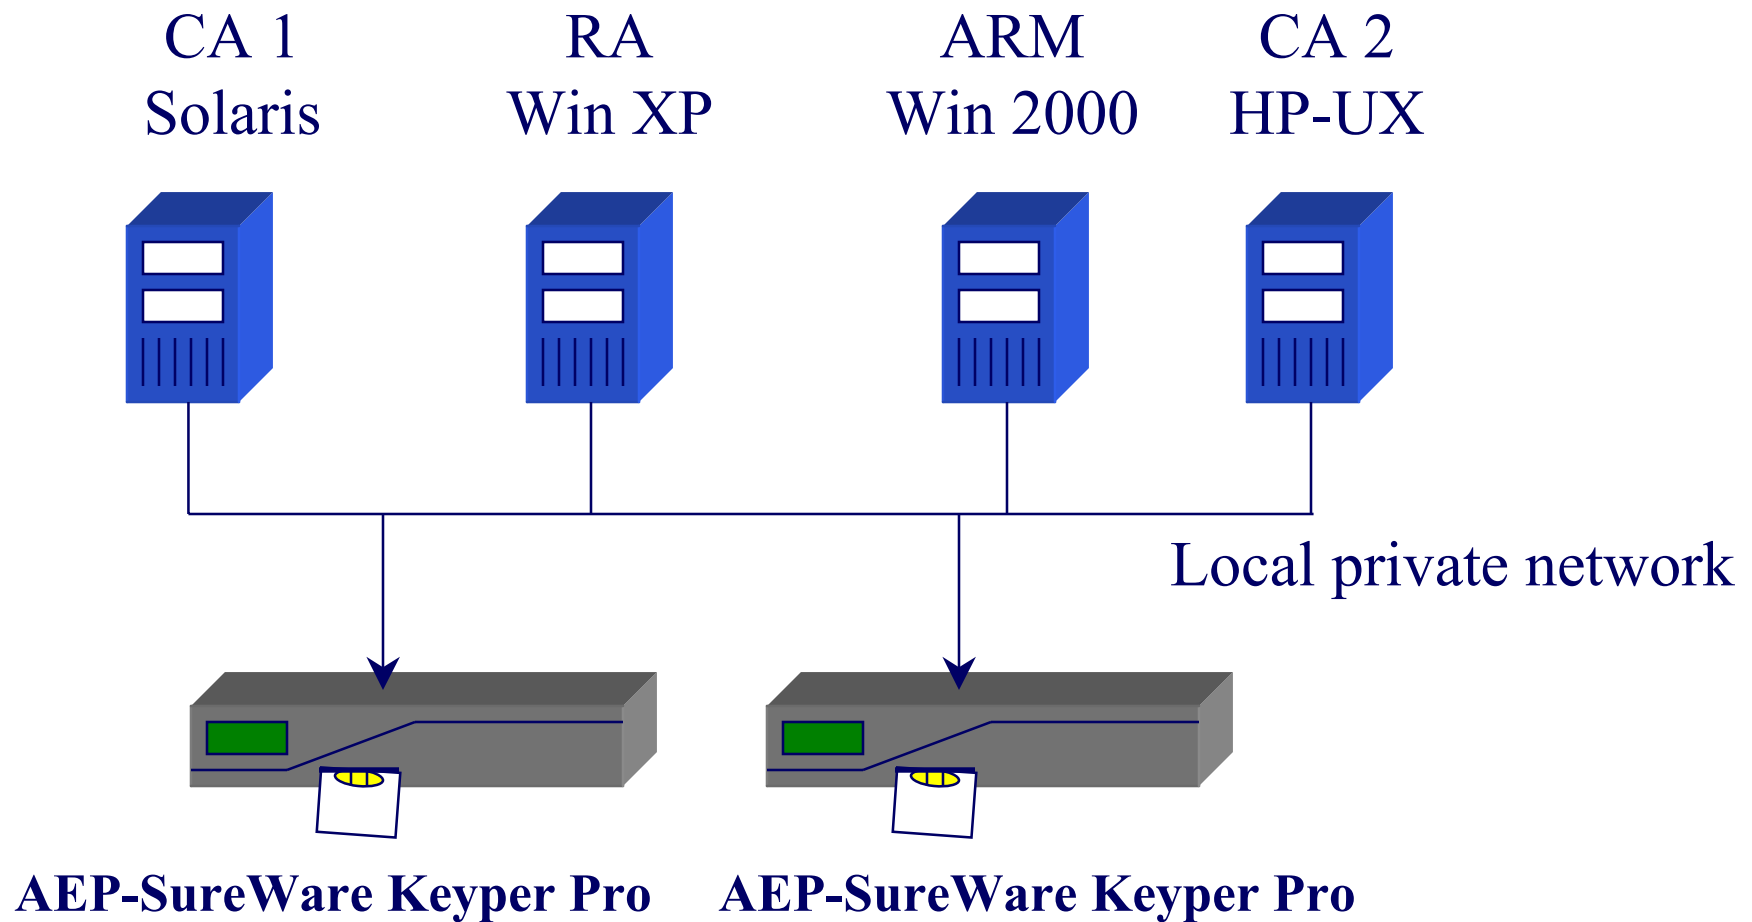 CA 1
Solaris
RA
Win XP
ARM
Win 2000
CA 2
HP-UX
Local private network
AEP-SureWare Keyper Pro
AEP-SureWare Keyper Pro